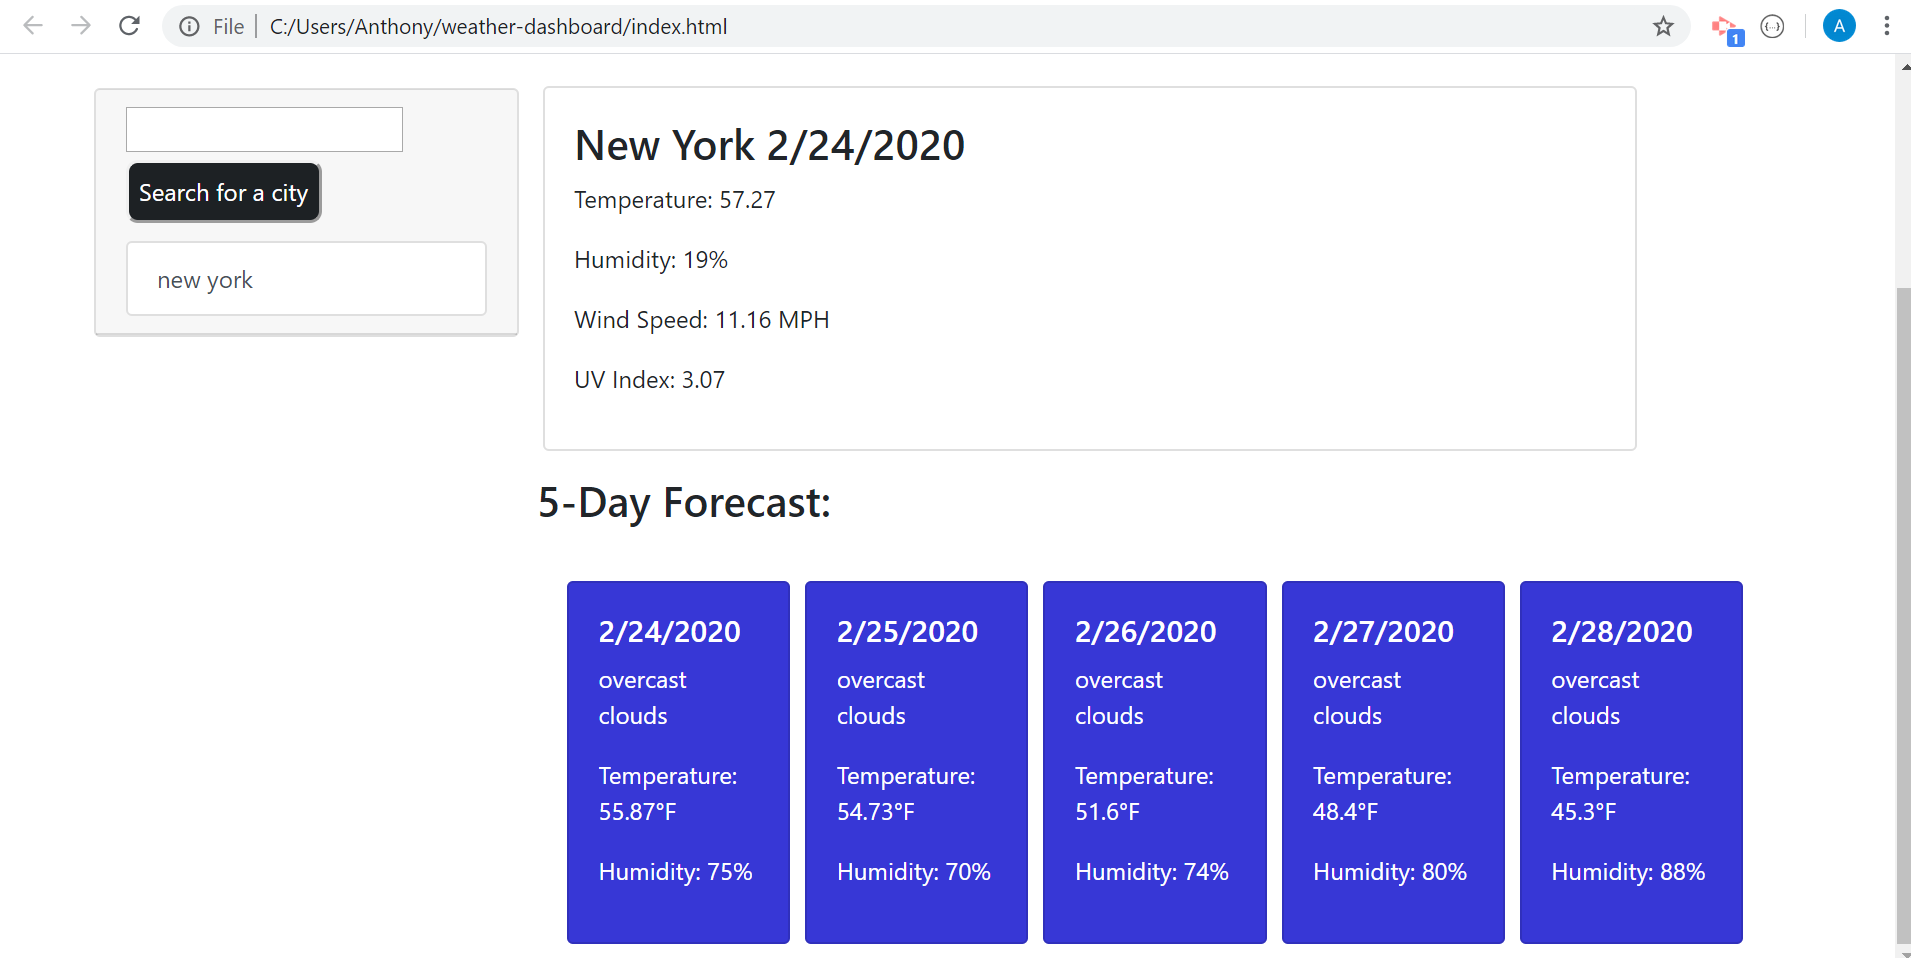 File | C:/Users/Anthony/weather-dashboard/index.html
1
{...}
A
Search for a city
new york
New York 2/24/2020
Temperature: 57.27
Humidity: 19%
Wind Speed: 11.16 MPH
UV Index: 3.07
5-Day Forecast:
2/24/2020
overcast
clouds
Temperature:
55.87°F
Humidity: 75%
2/25/2020
overcast
clouds
Temperature:
54.73°F
Humidity: 70%
2/26/2020
overcast
clouds
Temperature:
51.6°F
Humidity: 74%
2/27/2020
overcast
clouds
Temperature:
48.4°F
Humidity: 80%
2/28/2020
overcast
clouds
Temperature:
45.3°F
Humidity: 88%